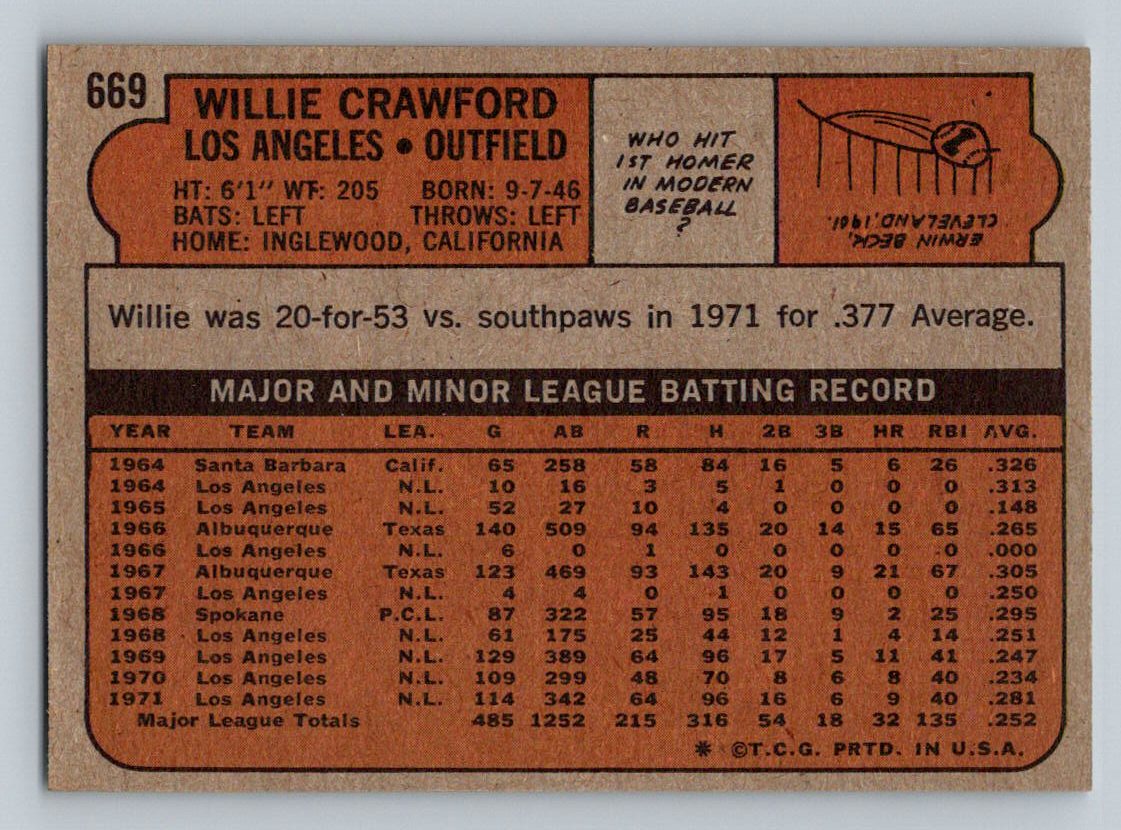 669
WILLIE CRAWFORD
LOS ANGELES • OUTFIELD
HT: 6'1" WT: 205 BORN: 9-7-46
BATS: LEFT THROWS: LEFT
HOME: INGLEWOOD, CALIFORNIA
WHO HIT
1ST HOMER
IN MODERN
BASEBALL
?
ERWIN BECK,
CLEVELAND, 1901.
Willie was 20-for-53 vs. southpaws in 1971 for .377 Average.
MAJOR AND MINOR LEAGUE BATTING RECORD
YEAR TEAM LEA. G AB R H 2B 3B HR RBI AVG.
1964 Santa Barbara Calif. 65 258 58 84 16 5 6 26 .326
1964 Los Angeles N.L. 10 16 3 5 1 0 0 0 .313
1965 Los Angeles N.L. 52 27 10 4 0 0 0 0 .148
1966 Albuquerque Texas 140 509 94 135 20 14 15 65 .265
1966 Los Angeles N.L. 6 0 1 0 0 0 0 0 .000
1967 Albuquerque Texas 123 469 93 143 20 9 21 67 .305
1967 Los Angeles N.L. 4 4 0 1 0 0 0 0 .250
1968 Spokane P.C.L. 87 322 57 95 18 9 2 25 .295
1968 Los Angeles N.L. 61 175 25 44 12 1 4 14 .251
1969 Los Angeles N.L. 129 389 64 96 17 5 11 41 .247
1970 Los Angeles N.L. 109 299 48 70 8 6 8 40 .234
1971 Los Angeles N.L. 114 342 64 96 16 6 9 40 .281
Major League Totals 485 1252 215 316 54 18 32 135 .252
* ©T.C.G. PRTD. IN U.S.A.